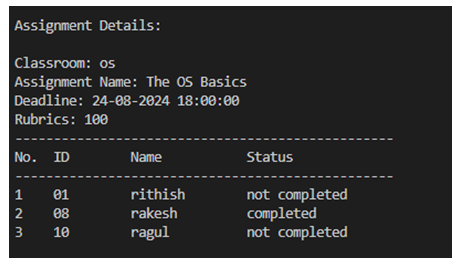 Assignment Details:
Classroom: os
Assignment Name: The OS Basics
Deadline: 24-08-2024 18:00:00
Rubrics: 100
-------------------------------------------------
No.  ID        Name           Status
-------------------------------------------------
1    01        rithish        not completed
2    08        rakesh         completed
3    10        ragul          not completed